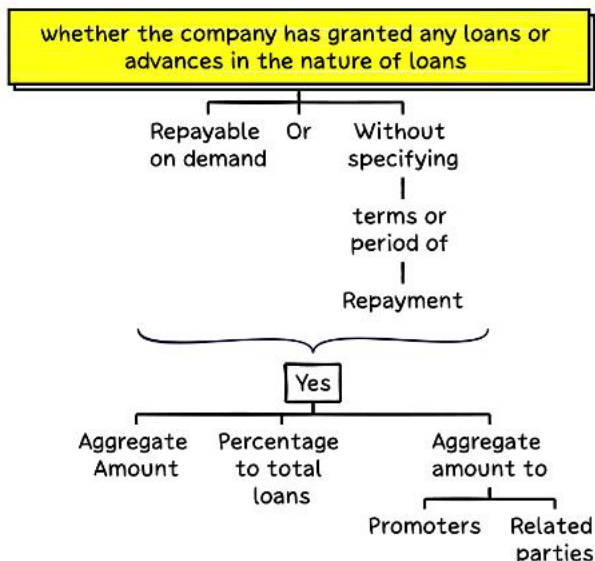 whether the company has granted any loans or
advances in the nature of loans
Repayable
on demand
Or
Without
specifying
terms or
period of
Repayment
Yes
Aggregate
Amount
Percentage
to total
loans
Aggregate
amount to
Promoters
Related
parties